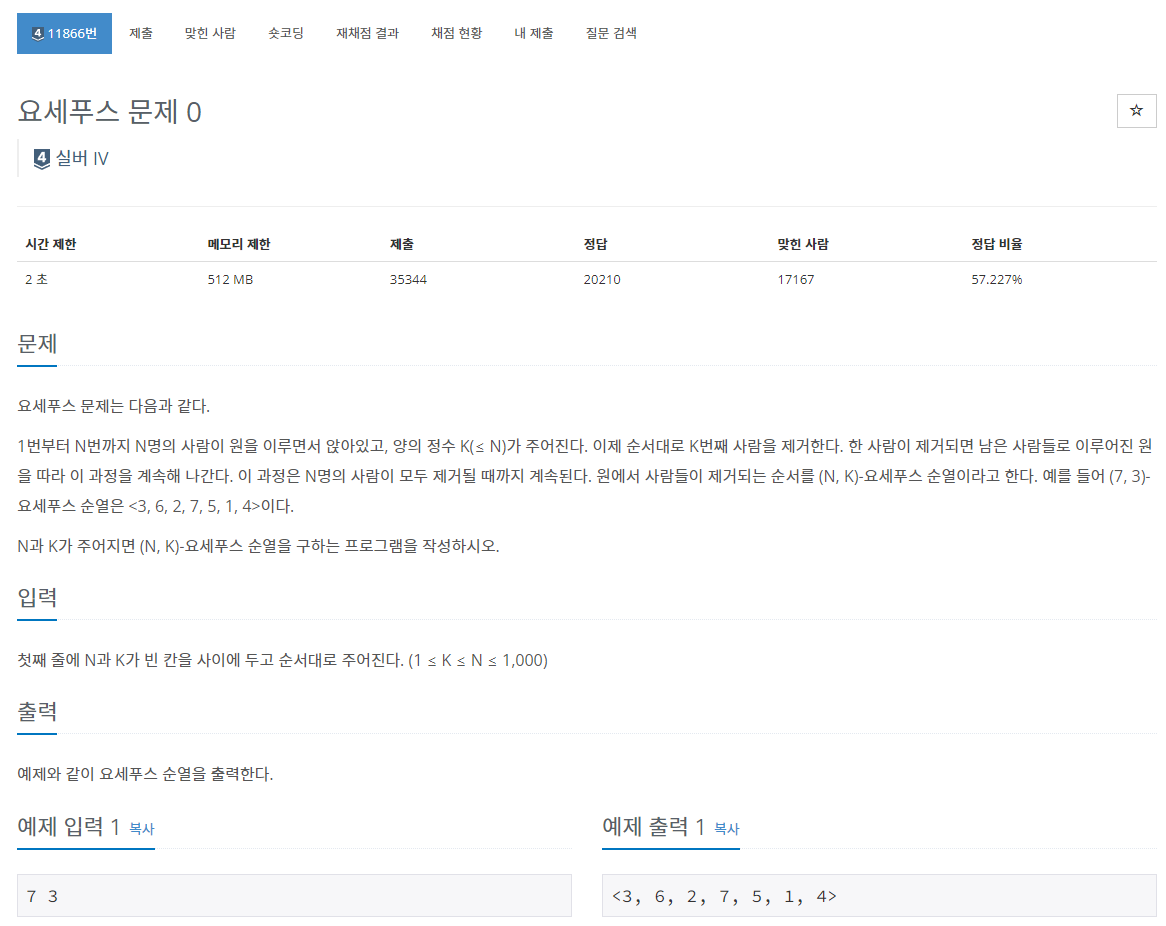 4 11866번 제출 맞힌 사람 숏코딩 재채점 결과 채점 현황 내 제출 질문 검색
요세푸스 문제 0
4 실버 IV
시간 제한 메모리 제한 제출 정답 맞힌 사람 정답 비율
2 초 512 MB 35344 20210 17167 57.227%
문제
요세푸스 문제는 다음과 같다.
1번부터 N번까지 N명의 사람이 원을 이루면서 앉아있고, 양의 정수 K(≤ N)가 주어진다. 이제 순서대로 K번째 사람을 제거한다. 한 사람이 제거되면 남은 사람들로 이루어진 원
을 따라 이 과정을 계속해 나간다. 이 과정은 N명의 사람이 모두 제거될 때까지 계속된다. 원에서 사람들이 제거되는 순서를 (N, K)-요세푸스 순열이라고 한다. 예를 들어 (7, 3)-
요세푸스 순열은 <3, 6, 2, 7, 5, 1, 4>이다.
N과 K가 주어지면 (N, K)-요세푸스 순열을 구하는 프로그램을 작성하시오.
입력
첫째 줄에 N과 K가 빈 칸을 사이에 두고 순서대로 주어진다. (1 ≤ K ≤ N ≤ 1,000)
출력
예제와 같이 요세푸스 순열을 출력한다.
예제 입력 1 복사
7 3
예제 출력 1 복사
<3, 6, 2, 7, 5, 1, 4>